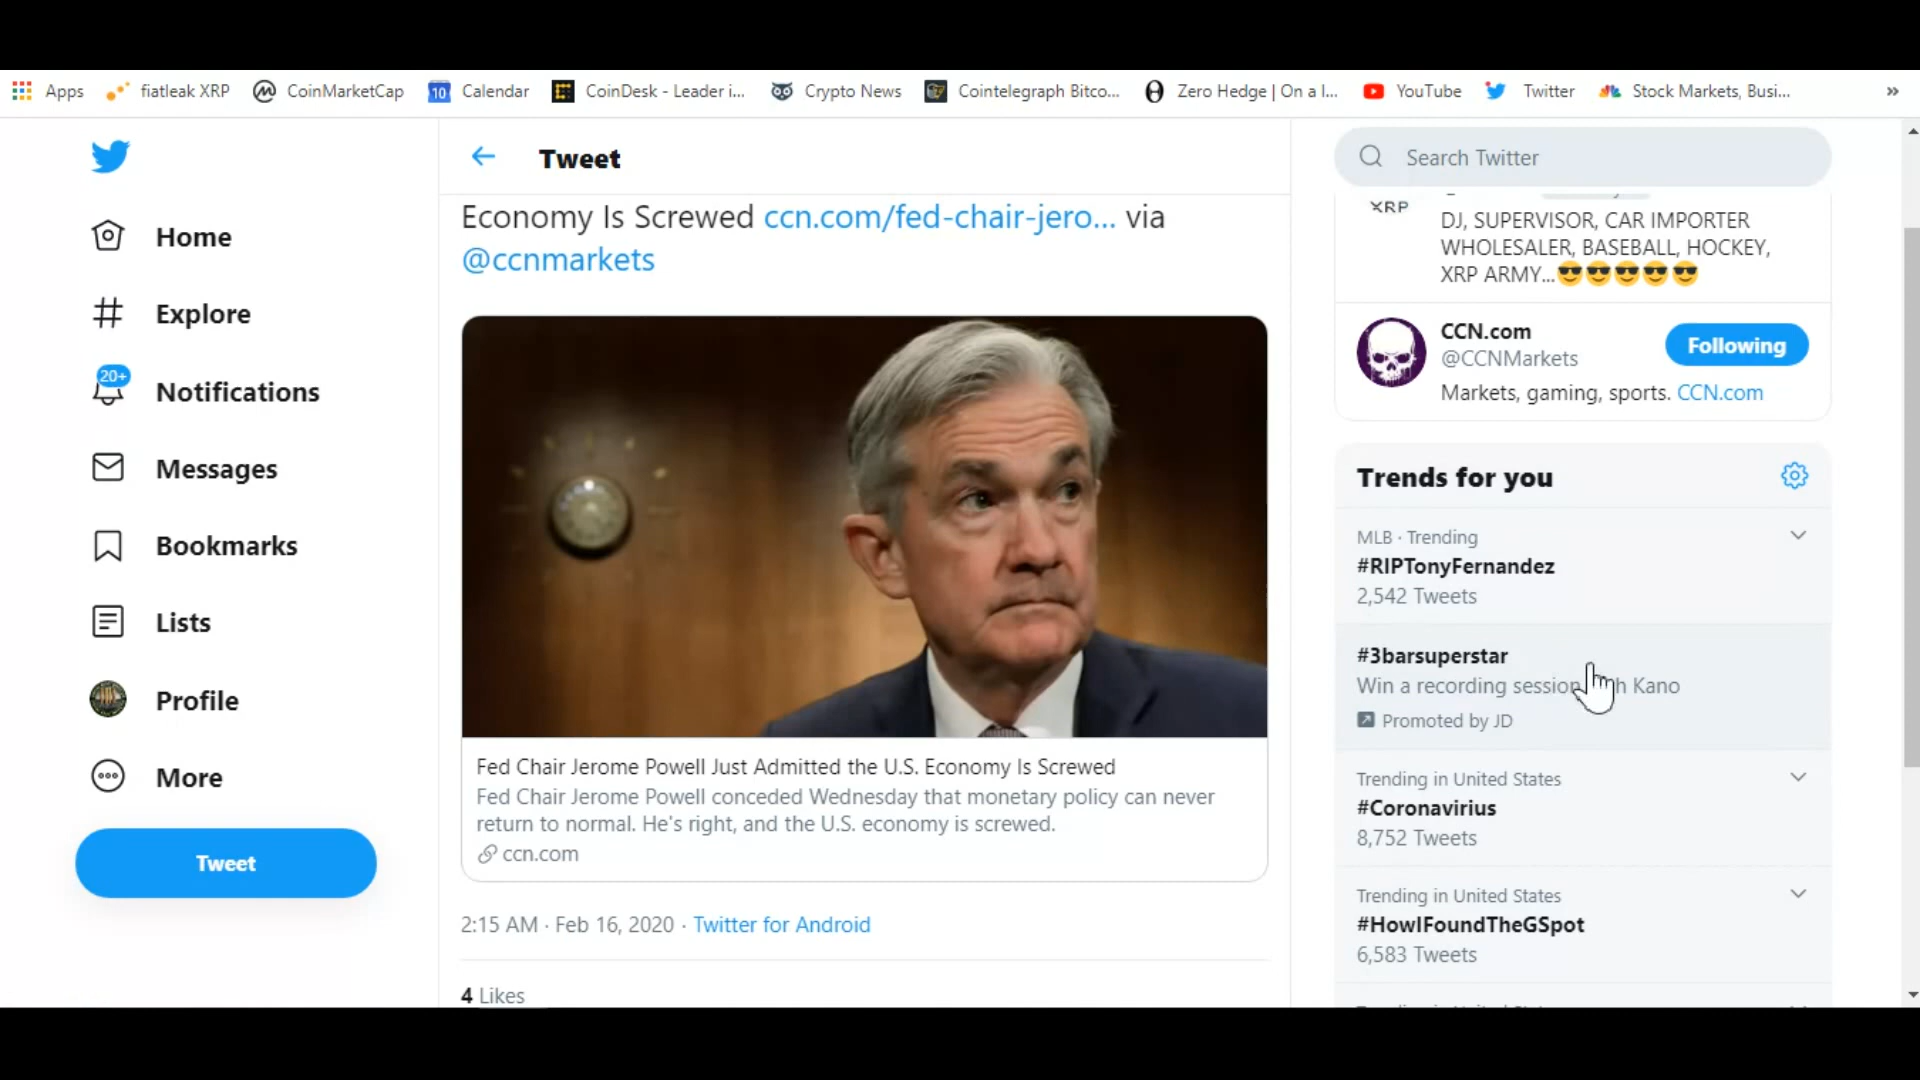 Apps fiatleak XRP CoinMarketCap 10 Calendar CoinDesk - Leader i... Crypto News Cointelegraph Bitco... Zero Hedge | On a l... YouTube Twitter Stock Markets, Busi... »
Home
Explore
20+
Notifications
Messages
Bookmarks
Lists
Profile
More
Tweet
Tweet
Economy Is Screwed ccn.com/fed-chair-jero... via
@ccnmarkets
Fed Chair Jerome Powell Just Admitted the U.S. Economy Is Screwed
Fed Chair Jerome Powell conceded Wednesday that monetary policy can never
return to normal. He's right, and the U.S. economy is screwed.
ccn.com
2:15 AM · Feb 16, 2020 · Twitter for Android
4 Likes
Search Twitter
XRP
DJ, SUPERVISOR, CAR IMPORTER
WHOLESALER, BASEBALL, HOCKEY,
XRP ARMY...😎😎😎😎😎
CCN.com
@CCNMarkets
Following
Markets, gaming, sports. CCN.com
Trends for you
MLB · Trending
#RIPTonyFernandez
2,542 Tweets
#3barsuperstar
Win a recording session Kano
Promoted by JD
Trending in United States
#Coronavirius
8,752 Tweets
Trending in United States
#HowIFoundTheGSpot
6,583 Tweets